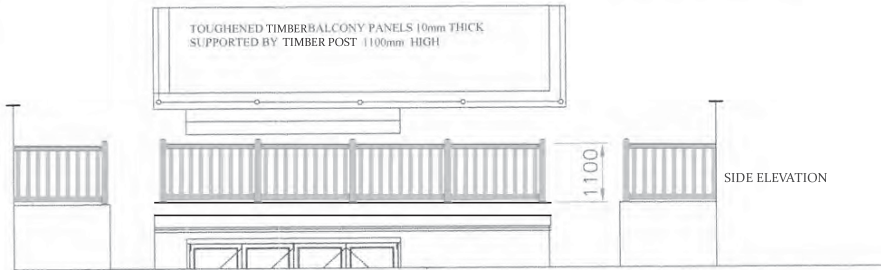 TOUGHENED TIMBERBALCONY PANELS 10mm THICK
SUPPORTED BY TIMBER POST 1100mm HIGH
1100
SIDE ELEVATION